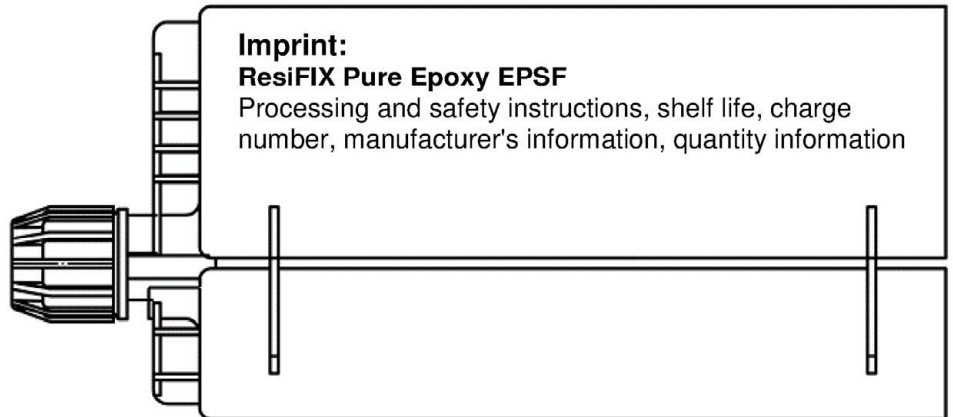 Imprint:
ResiFIX Pure Epoxy EPSF
Processing and safety instructions, shelf life, charge
number, manufacturer's information, quantity information